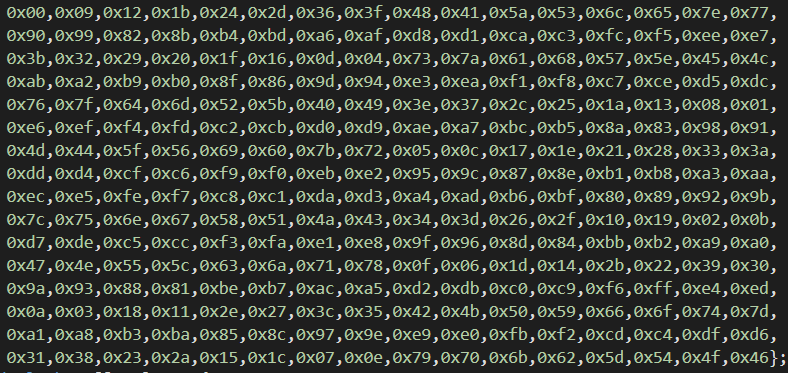 0x00,0x09,0x12,0x1b,0x24,0x2d,0x36,0x3f,0x48,0x41,0x5a,0x53,0x6c,0x65,0x7e,0x77,
0x90,0x99,0x82,0x8b,0xb4,0xbd,0xa6,0xaf,0xd8,0xd1,0xca,0xc3,0xfc,0xf5,0xee,0xe7,
0x3b,0x32,0x29,0x20,0x1f,0x16,0x0d,0x04,0x73,0x7a,0x61,0x68,0x57,0x5e,0x45,0x4c,
0xab,0xa2,0xb9,0xb0,0x8f,0x86,0x9d,0x94,0xe3,0xea,0xf1,0xf8,0xc7,0xce,0xd5,0xdc,
0x76,0x7f,0x64,0x6d,0x52,0x5b,0x40,0x49,0x3e,0x37,0x2c,0x25,0x1a,0x13,0x08,0x01,
0xe6,0xef,0xf4,0xfd,0xc2,0xcb,0xd0,0xd9,0xae,0xa7,0xbc,0xb5,0x8a,0x83,0x98,0x91,
0x4d,0x44,0x5f,0x56,0x69,0x60,0x7b,0x72,0x05,0x0c,0x17,0x1e,0x21,0x28,0x33,0x3a,
0xdd,0xd4,0xcf,0xc6,0xf9,0xf0,0xeb,0xe2,0x95,0x9c,0x87,0x8e,0xb1,0xb8,0xa3,0xaa,
0xec,0xe5,0xfe,0xf7,0xc8,0xc1,0xda,0xd3,0xa4,0xad,0xb6,0xbf,0x80,0x89,0x92,0x9b,
0x7c,0x75,0x6e,0x67,0x58,0x51,0x4a,0x43,0x34,0x3d,0x26,0x2f,0x10,0x19,0x02,0x0b,
0xd7,0xde,0xc5,0xcc,0xf3,0xfa,0xe1,0xe8,0x9f,0x96,0x8d,0x84,0xbb,0xb2,0xa9,0xa0,
0x47,0x4e,0x55,0x5c,0x63,0x6a,0x71,0x78,0x0f,0x06,0x1d,0x14,0x2b,0x22,0x39,0x30,
0x9a,0x93,0x88,0x81,0xbe,0xb7,0xac,0xa5,0xd2,0xdb,0xc0,0xc9,0xf6,0xff,0xe4,0xed,
0x0a,0x03,0x18,0x11,0x2e,0x27,0x3c,0x35,0x42,0x4b,0x50,0x59,0x66,0x6f,0x74,0x7d,
0xa1,0xa8,0xb3,0xba,0x85,0x8c,0x97,0x9e,0xe9,0xe0,0xfb,0xf2,0xcd,0xc4,0xdf,0xd6,
0x31,0x38,0x23,0x2a,0x15,0x1c,0x07,0x0e,0x79,0x70,0x6b,0x62,0x5d,0x54,0x4f,0x46};